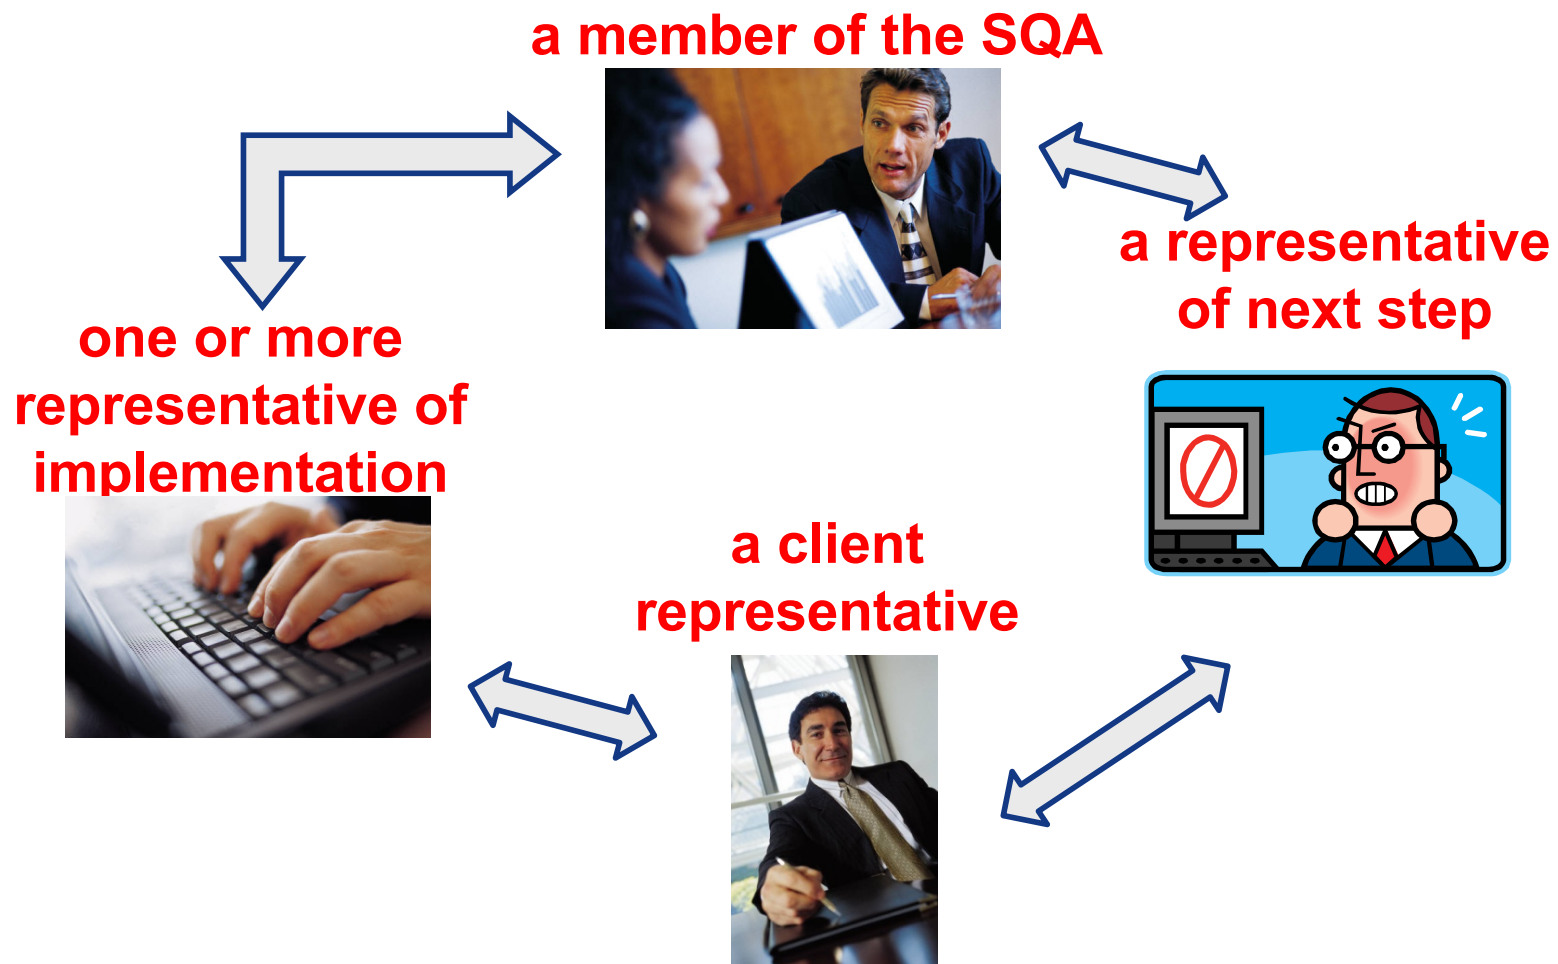 a member of the SQA
a representative
of next step
one or more
representative of
implementation
a client
representative